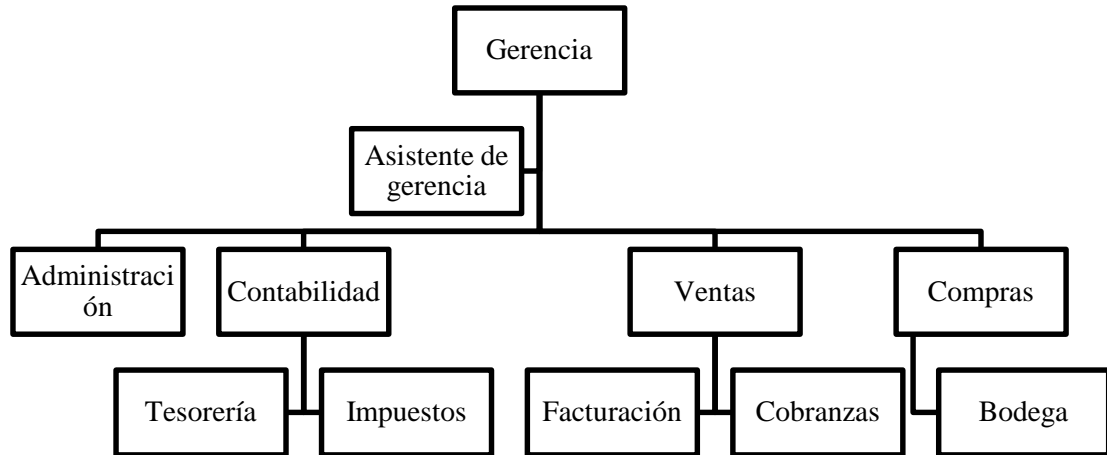 Gerencia
Asistente de
gerencia
Administraci
ón
Contabilidad
Ventas
Compras
Tesorería
Impuestos
Facturación
Cobranzas
Bodega